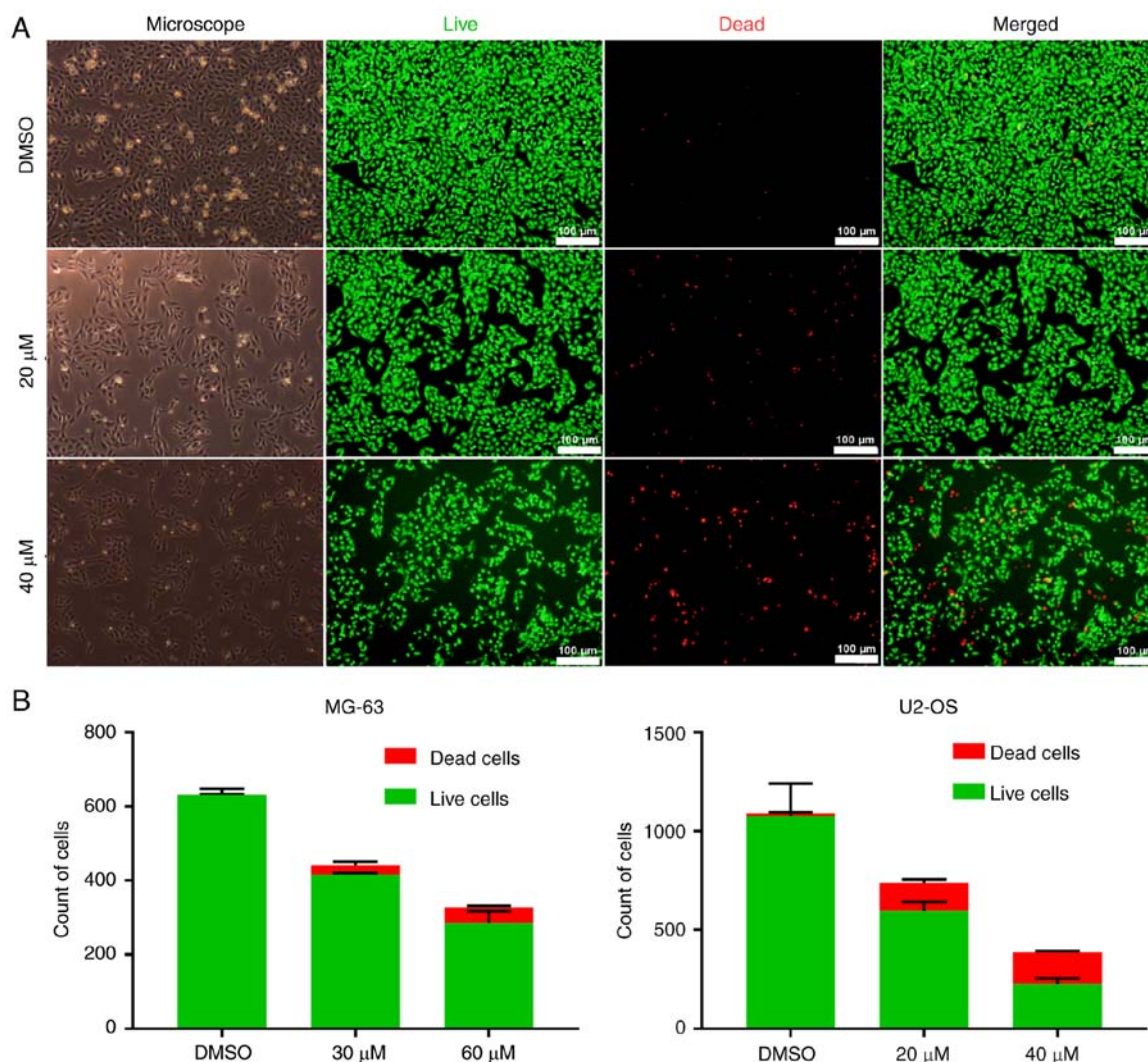 A
Microscope Live Dead Merged
DMSO
100 µm 100 µm 100 µm
20 µM
100 µm 100 µm 100 µm
40 µM
100 µm 100 µm 100 µm
B
MG-63
Count of cells
800
600
400
200
0
Dead cells
Live cells
DMSO 30 µM 60 µM
U2-OS
Count of cells
1500
1000
500
0
Dead cells
Live cells
DMSO 20 µM 40 µM